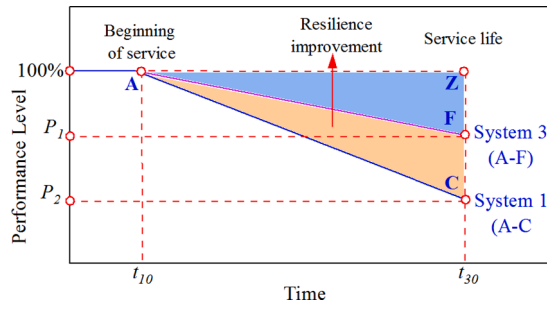 Beginning
of service
Resilience
improvement
Service life
100%
A
Z
F
P1
System 3
(A-F)
C
P2
System 1
(A-C
t10
t30
Time
Performance Level